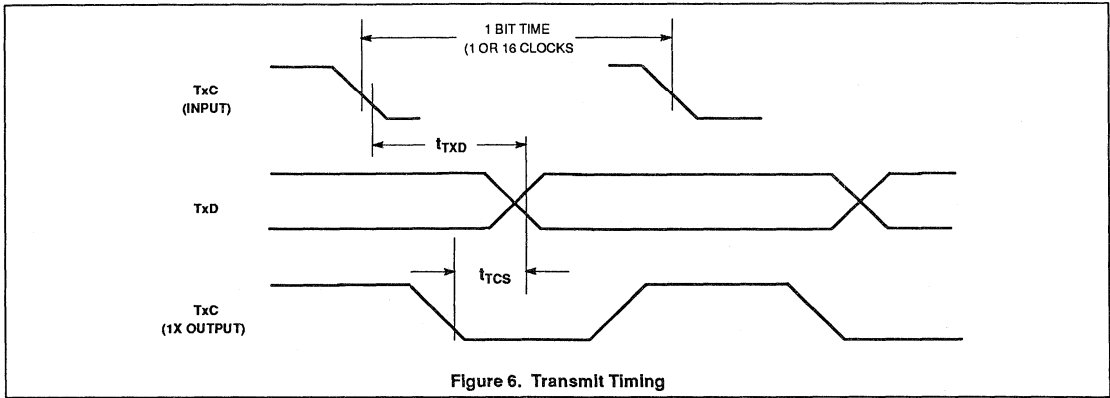 1 BIT TIME
(1 OR 16 CLOCKS
TxC
(INPUT)
tTXD
TxD
tTCS
TxC
(1X OUTPUT)
Figure 6. Transmit Timing